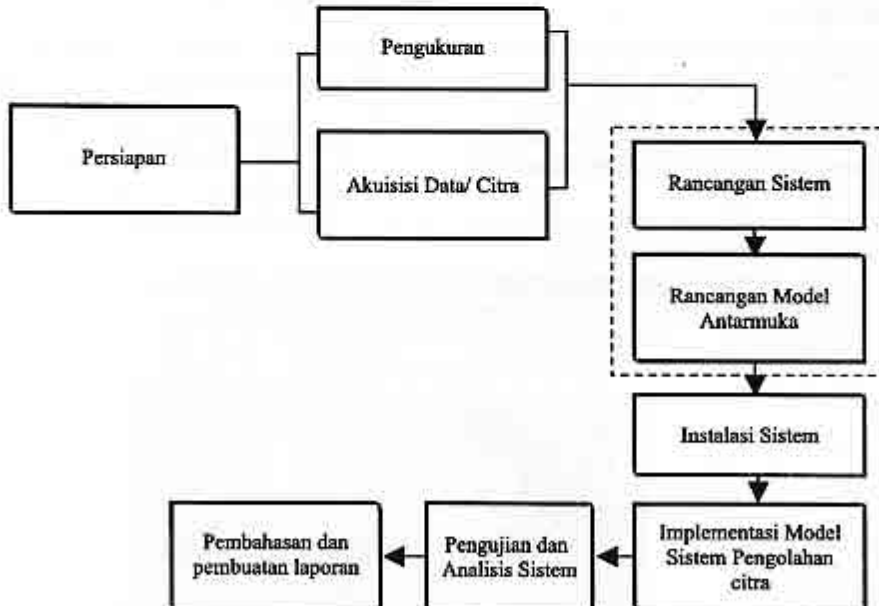 Pengukuran
Persiapan
Akuisisi Data/ Citra
Rancangan Sistem
Rancangan Model
Antarmuka
Instalasi Sistem
Implementasi Model
Sistem Pengolahan
citra
Pengujian dan
Analisis Sistem
Pembahasan dan
pembuatan laporan